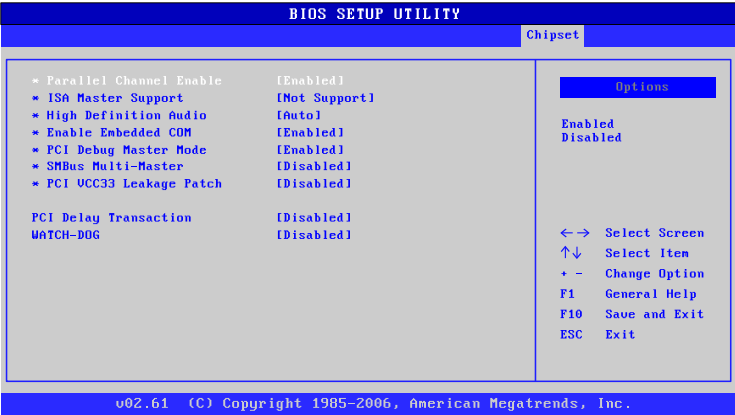 BIOS SETUP UTILITY
Chipset
* Parallel Channel Enable [Enabled]
* ISA Master Support [Not Support]
* High Definition Audio [Auto]
* Enable Embedded COM [Enabled]
* PCI Debug Master Mode [Enabled]
* SMBus Multi-Master [Disabled]
* PCI VCC33 Leakage Patch [Disabled]
PCI Delay Transaction [Disabled]
WATCH-DOG [Disabled]
Options
Enabled
Disabled
←→ Select Screen
↑↓ Select Item
+ - Change Option
F1 General Help
F10 Save and Exit
ESC Exit
v02.61 (C) Copyright 1985-2006, American Megatrends, Inc.